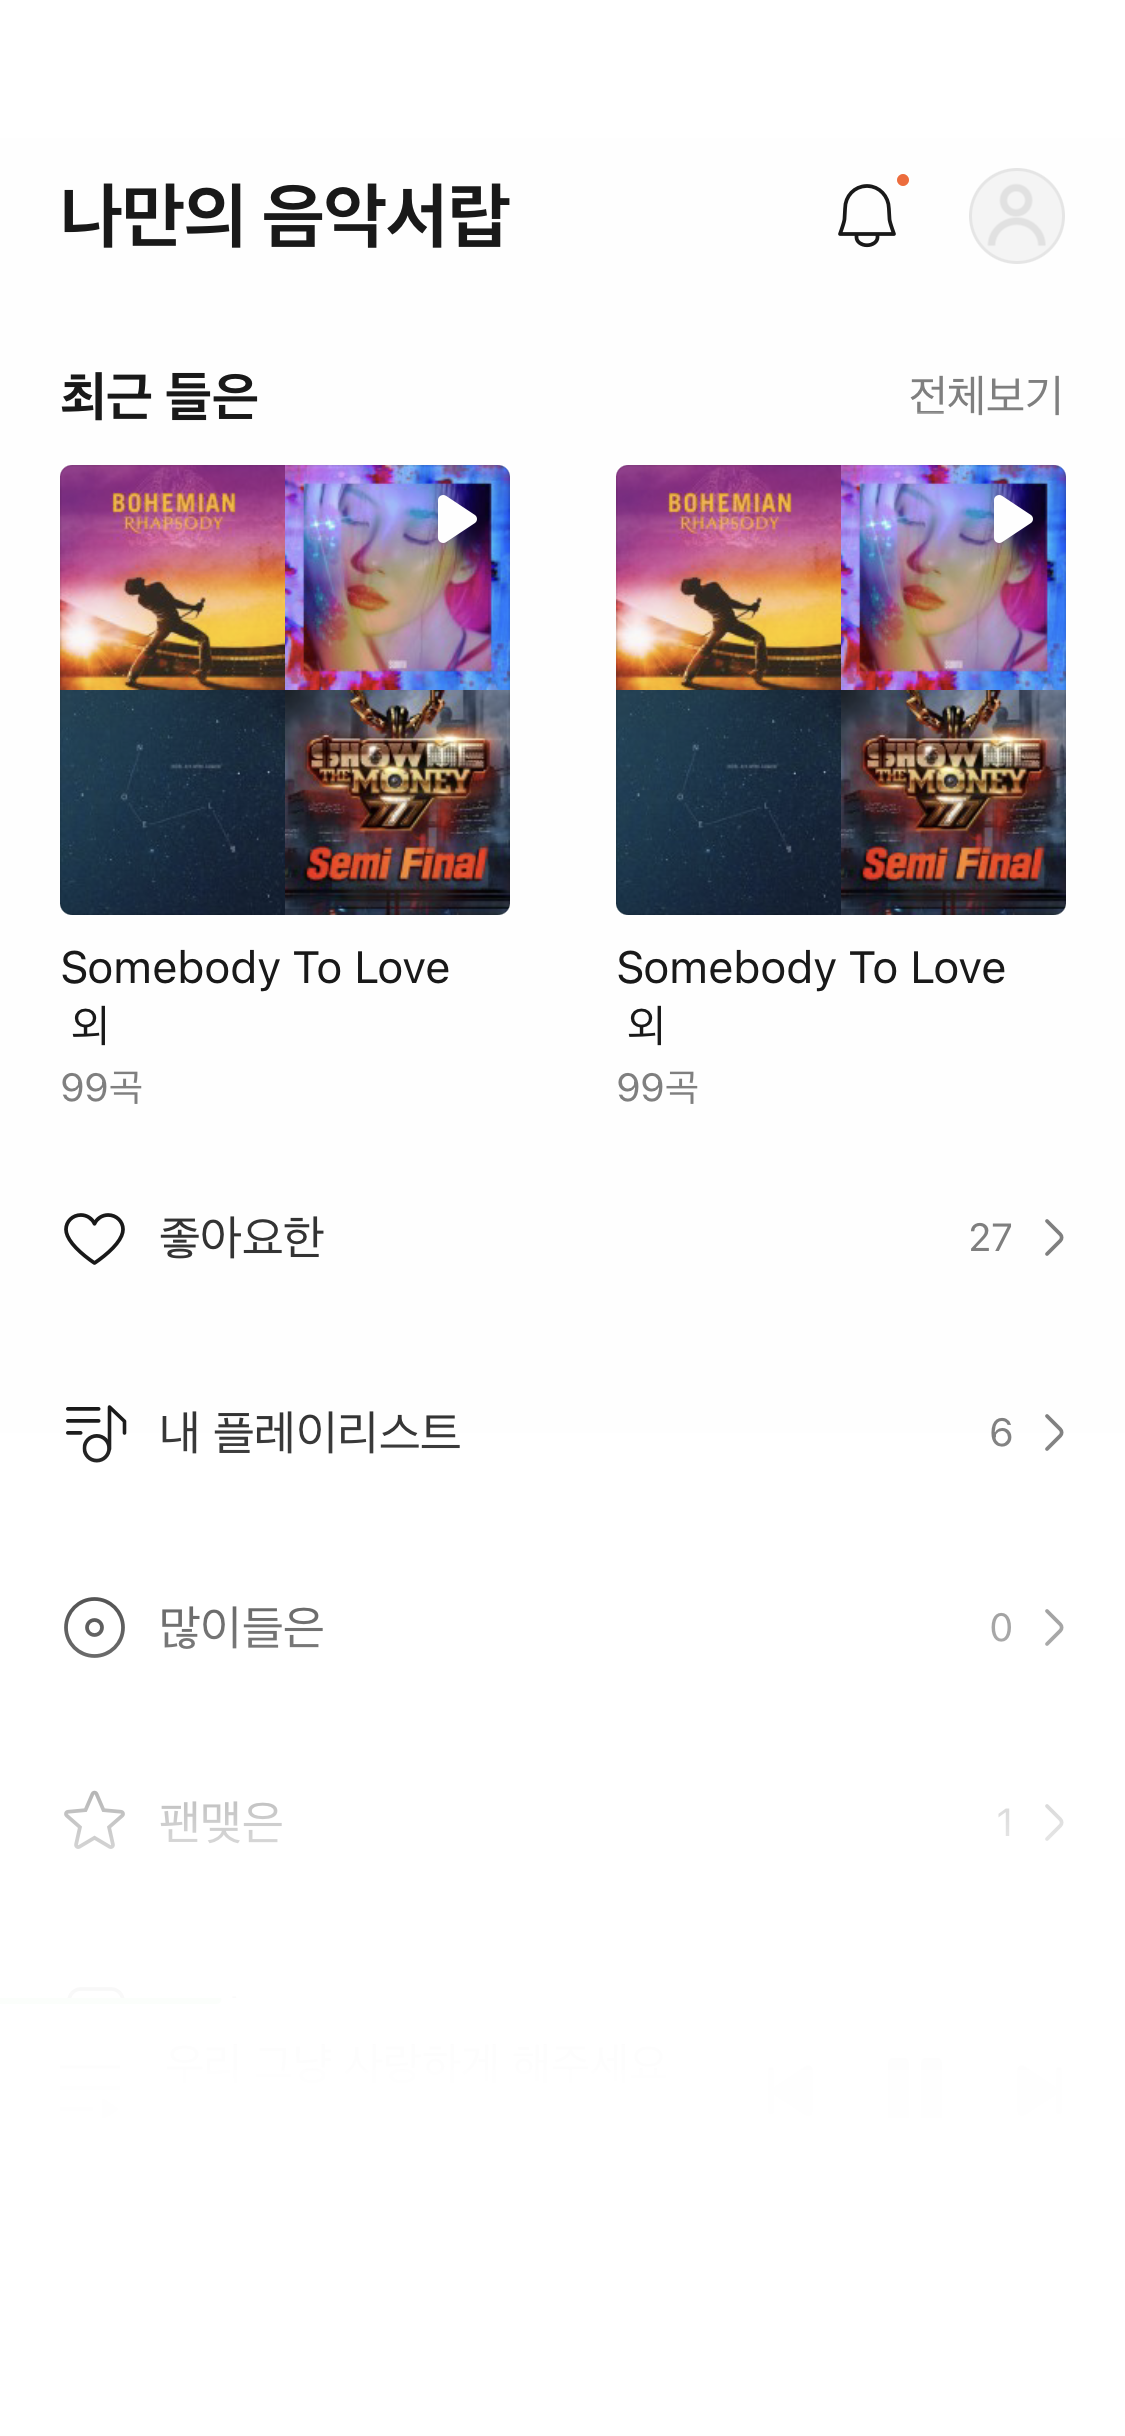 나만의 음악서랍
최근 들은
전체보기
BOHEMIAN
RHAPSODY
SHOW ME
THE MONEY
777
Semi Final
BOHEMIAN
RHAPSODY
SHOW ME
THE MONEY
777
Semi Final
Somebody To Love
외
99곡
Somebody To Love
외
99곡
좋아요한
27
내 플레이리스트
6
많이들은
0
팬맺은
1